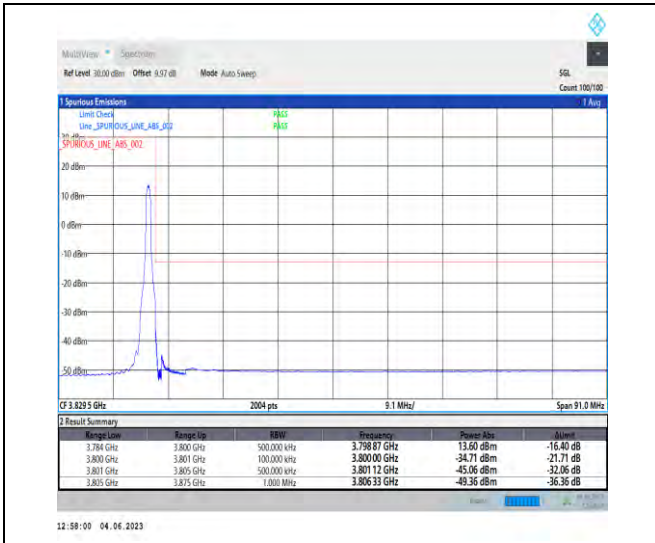 MultiView Spectrum
Ref Level 30.00 dBm Offset 9.97 dB Mode Auto Sweep SGL
Count 100/100
1 Spurious Emissions 1 Avg
Limit Check PASS
Line _SPURIOUS_LINE_ABS_002 PASS
30 dBm
_SPURIOUS_LINE_ABS_002
20 dBm
10 dBm
0 dBm
-10 dBm
-20 dBm
-30 dBm
-40 dBm
-50 dBm
CF 3.829 5 GHz 2004 pts 9.1 MHz/ Span 91.0 MHz
2 Result Summary
Range Low Range Up RBW Frequency Power Abs ΔLimit
3.784 GHz 3.800 GHz 500.000 kHz 3.798 87 GHz 13.60 dBm -16.40 dB
3.800 GHz 3.801 GHz 100.000 kHz 3.800 00 GHz -34.71 dBm -21.71 dB
3.801 GHz 3.805 GHz 500.000 kHz 3.801 12 GHz -45.06 dBm -32.06 dB
3.805 GHz 3.875 GHz 1.000 MHz 3.806 33 GHz -49.36 dBm -36.36 dB
12:58:00 04.06.2023